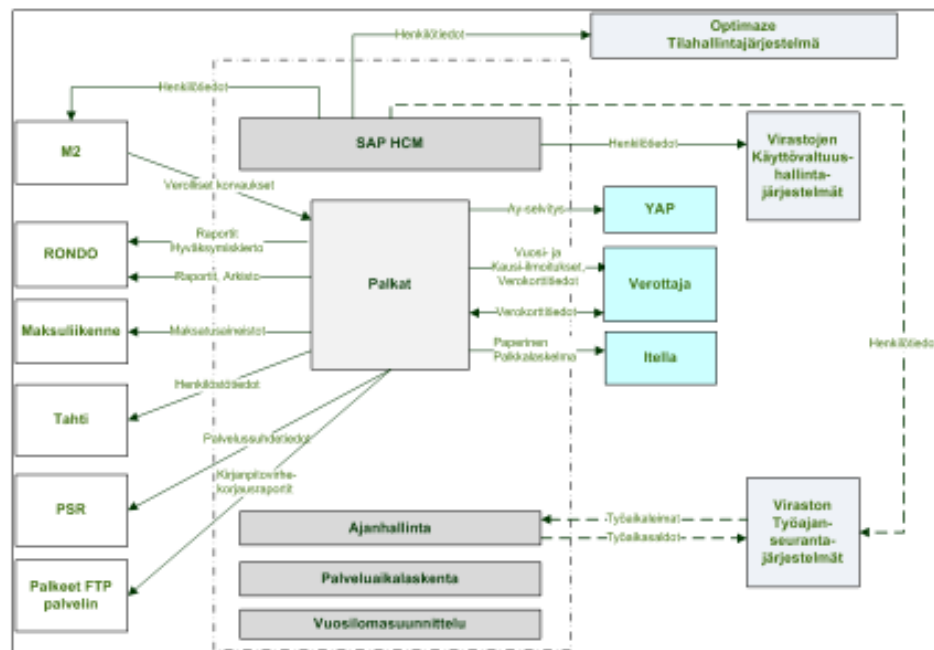 Optimaze
Tilahallintajärjestelmä
Henkilötiedot
Henkilötiedot
SAP HCM
Henkilötiedot
Virastojen
Käyttövaltuus-
hallinta-
järjestelmät
M2
Verolliset korvaukset
Ay-selvitys
YAP
RONDO
Raportit
Hyväksymiskierto
Raportit, Arkisto
Palkat
Vuosi- ja
Kausi-ilmoitukset,
Verokorttitiedot
Verokorttitiedot
Verottaja
Maksuliikenne
Maksatusaineistot
Paperinen
Palkkalaskelma
Itella
Henkilötiedot
Tahti
Henkilöstötiedot
Palvelussuhdetiedot
PSR
Kirjanpitovirhe-
korjausraportit
Ajanhallinta
Työaikaleimat
Työaikasaldot
Viraston
Työajan-
seuranta-
järjestelmät
Palkeet FTP
palvelin
Palveluaikalaskenta
Vuosilomasuunnittelu